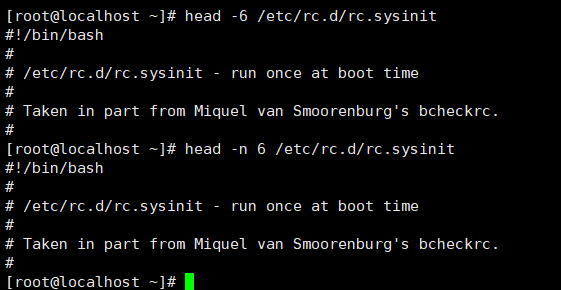 [root@localhost ~]# head -6 /etc/rc.d/rc.sysinit
#!/bin/bash
#
# /etc/rc.d/rc.sysinit - run once at boot time
#
# Taken in part from Miquel van Smoorenburg's bcheckrc.
#
[root@localhost ~]# head -n 6 /etc/rc.d/rc.sysinit
#!/bin/bash
#
# /etc/rc.d/rc.sysinit - run once at boot time
#
# Taken in part from Miquel van Smoorenburg's bcheckrc.
#
[root@localhost ~]#